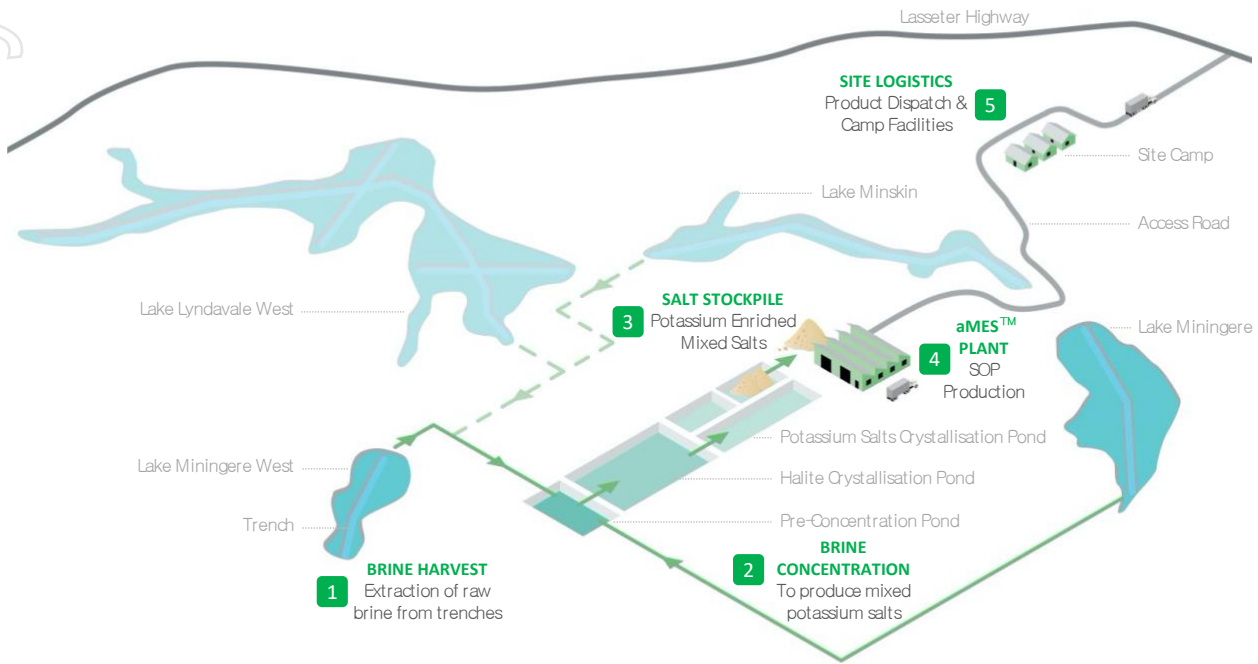 Lasseter Highway
SITE LOGISTICS
Product Dispatch &
Camp Facilities
5
Site Camp
Lake Minskin
Access Road
Lake Lyndavale West
SALT STOCKPILE
3
Potassium Enriched
Mixed Salts
Lake Miningere
aMES™
PLANT
4
SOP
Production
Potassium Salts Crystallisation Pond
Lake Miningere West
Halite Crystallisation Pond
Trench
Pre-Concentration Pond
BRINE HARVEST
1
Extraction of raw
brine from trenches
BRINE
CONCENTRATION
2
To produce mixed
potassium salts